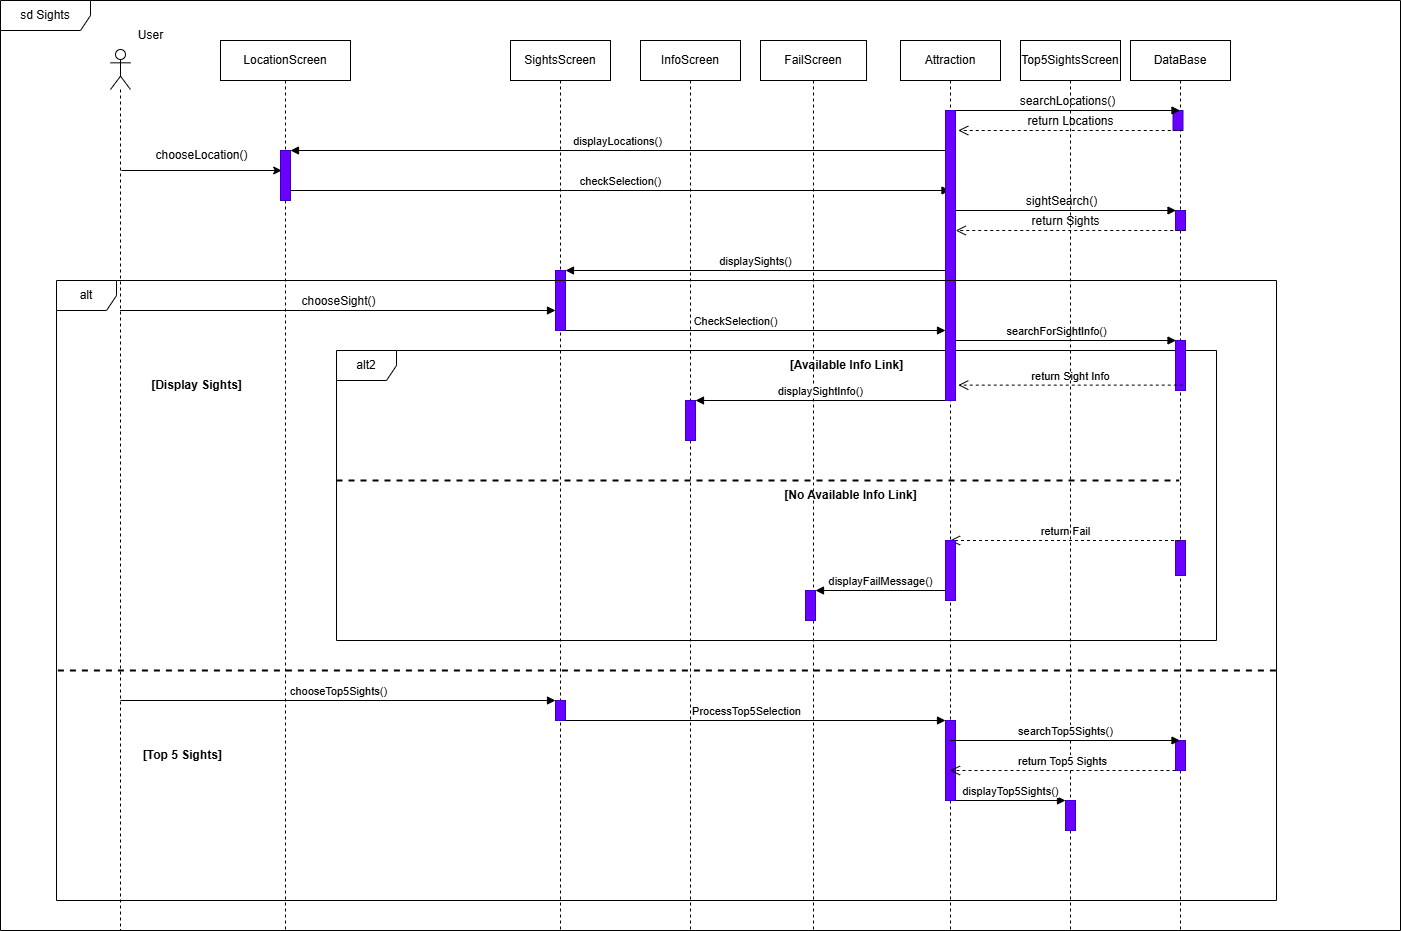 sd Sights
User
LocationScreen
SightsScreen
InfoScreen
FailScreen
Attraction
Top5SightsScreen
DataBase
searchLocations()
return Locations
displayLocations()
chooseLocation()
checkSelection()
sightSearch()
return Sights
displaySights()
alt
chooseSight()
CheckSelection()
searchForSightInfo()
alt2
[Available Info Link]
return Sight Info
[Display Sights]
displaySightInfo()
[No Available Info Link]
return Fail
displayFailMessage()
chooseTop5Sights()
ProcessTop5Selection
searchTop5Sights()
[Top 5 Sights]
return Top5 Sights
displayTop5Sights()